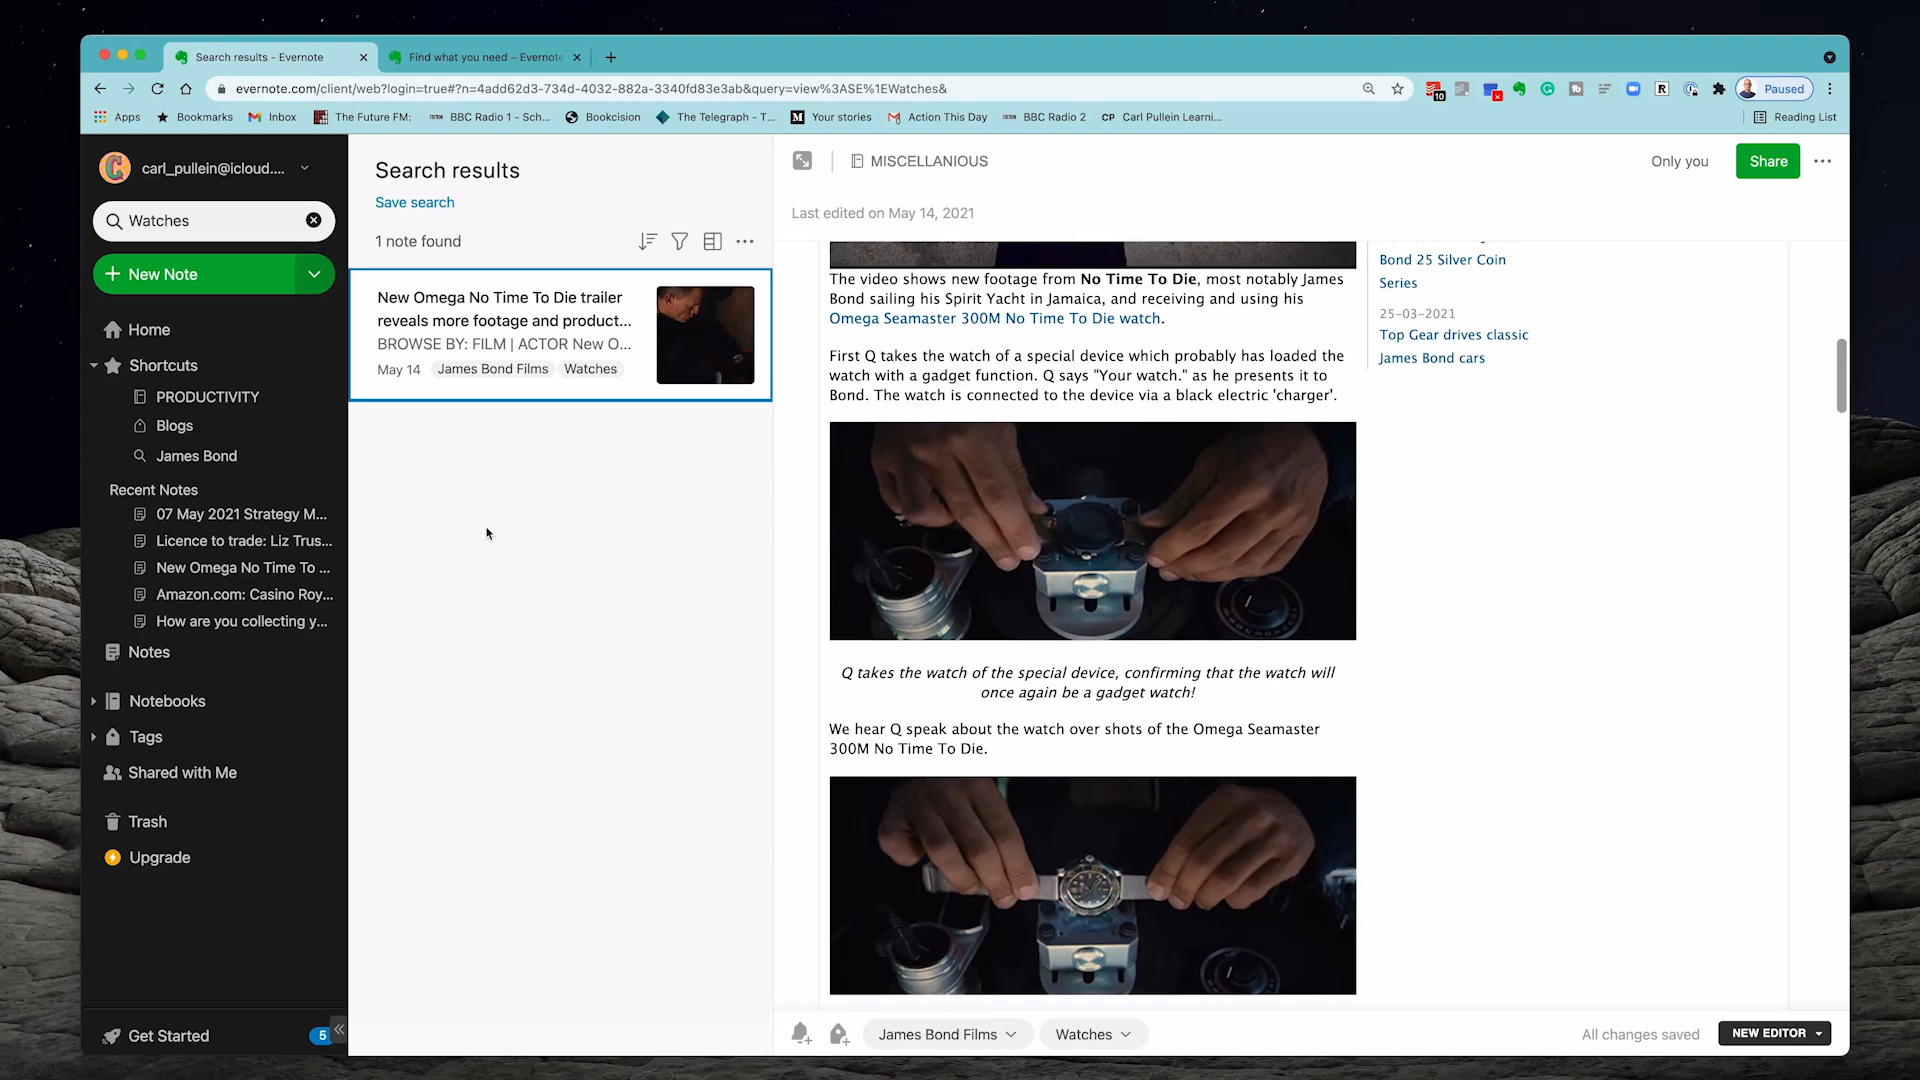 Search results - Evernote
Find what you need – Evernote
evernote.com/client/web?login=true#?n=4add62d3-734d-4032-882a-3340fd83e3ab&query=view%3ASE%1EWatches&
10
R
Paused
Apps
Bookmarks
Inbox
The Future FM:
BBC Radio 1 - Sch...
Bookcision
The Telegraph - T...
M Your stories
Action This Day
BBC Radio 2
CP Carl Pullein Learni...
Reading List
carl_pullein@icloud....
Watches
New Note
Home
Shortcuts
PRODUCTIVITY
Blogs
James Bond
Recent Notes
07 May 2021 Strategy M...
Licence to trade: Liz Trus...
New Omega No Time To ...
Amazon.com: Casino Roy...
How are you collecting y...
Notes
Notebooks
Tags
Shared with Me
Trash
Upgrade
Get Started
5
Search results
Save search
1 note found
New Omega No Time To Die trailer
reveals more footage and product...
BROWSE BY: FILM | ACTOR New O...
May 14 James Bond Films Watches
MISCELLANIOUS
Only you
Share
Last edited on May 14, 2021
The video shows new footage from No Time To Die, most notably James
Bond sailing his Spirit Yacht in Jamaica, and receiving and using his
Omega Seamaster 300M No Time To Die watch.
First Q takes the watch of a special device which probably has loaded the
watch with a gadget function. Q says "Your watch." as he presents it to
Bond. The watch is connected to the device via a black electric 'charger'.
Q takes the watch of the special device, confirming that the watch will
once again be a gadget watch!
We hear Q speak about the watch over shots of the Omega Seamaster
300M No Time To Die.
Bond 25 Silver Coin
Series
25-03-2021
Top Gear drives classic
James Bond cars
James Bond Films
Watches
All changes saved
NEW EDITOR